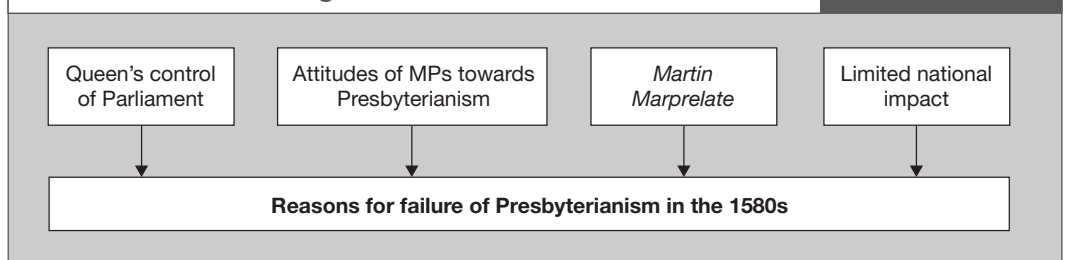 Queen's control
of Parliament
Attitudes of MPs towards
Presbyterianism
Martin
Marprelate
Limited national
impact
Reasons for failure of Presbyterianism in the 1580s